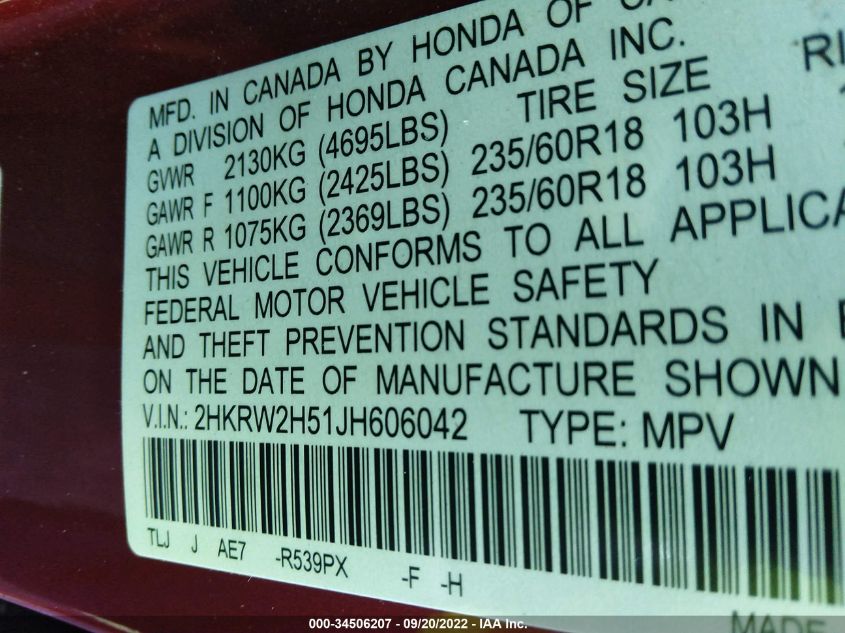 MFD. IN CANADA BY HONDA OF
A DIVISION OF HONDA CANADA INC.
GVWR 2130KG (4695LBS) TIRE SIZE
GAWR F 1100KG (2425LBS) 235/60R18 103H
GAWR R 1075KG (2369LBS) 235/60R18 103H
THIS VEHICLE CONFORMS TO ALL APPLICA
FEDERAL MOTOR VEHICLE SAFETY
AND THEFT PREVENTION STANDARDS IN
ON THE DATE OF MANUFACTURE SHOWN
V.I.N.: 2HKRW2H51JH606042 TYPE: MPV
TLJ J AE7 -R539PX -F -H
MADE
000-34506207 - 09/20/2022 - IAA Inc.